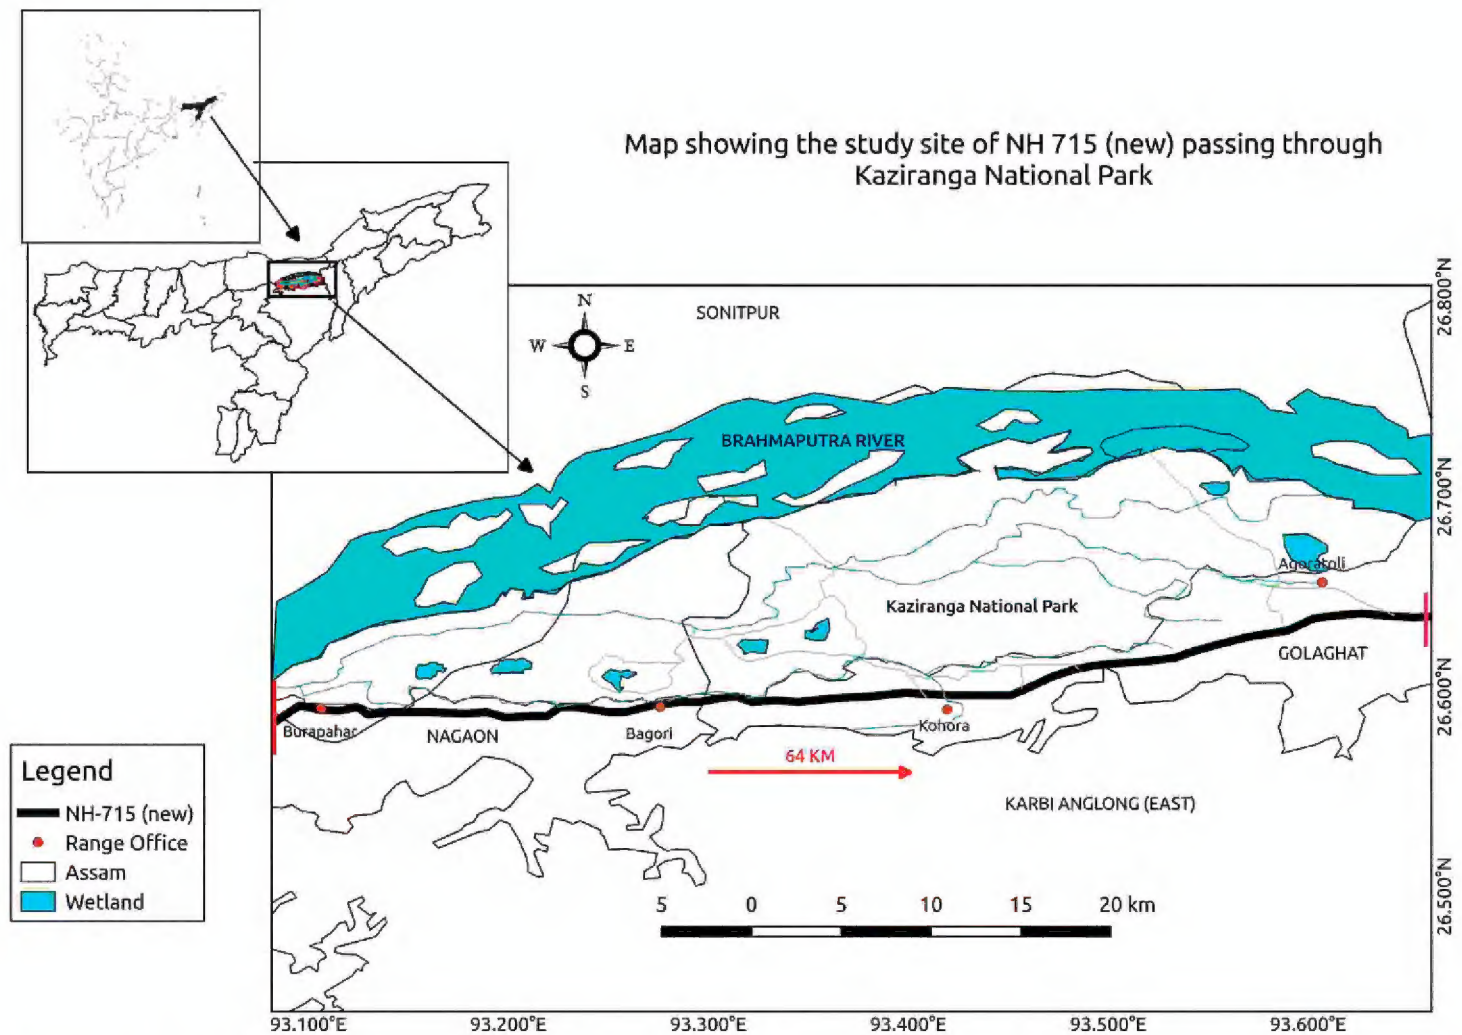 Map showing the study site of NH 715 (new) passing through
Kaziranga National Park
SONITPUR
N
W
E
S
BRAHMAPUTRA RIVER
Agoratoli
Kaziranga National Park
GOLAGHAT
Burapahar
NAGAON
Bagori
Kohora
64 KM
KARBI ANGLONG (EAST)
Legend
NH-715 (new)
Range Office
Assam
Wetland
5 0 5 10 15 20 km
26.800°N
26.700°N
26.600°N
26.500°N
93.100°E 93.200°E 93.300°E 93.400°E 93.500°E 93.600°E